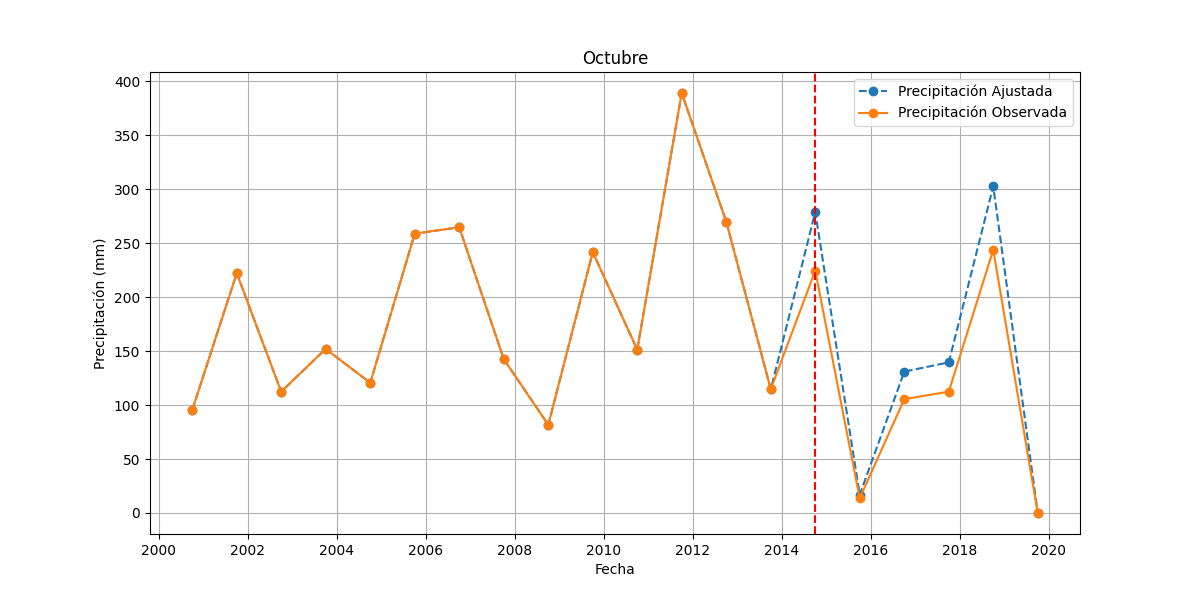 Octubre
Precipitación (mm)
400
350
300
250
200
150
100
50
0
Precipitación Ajustada
Precipitación Observada
2000 2002 2004 2006 2008 2010 2012 2014 2016 2018 2020
Fecha